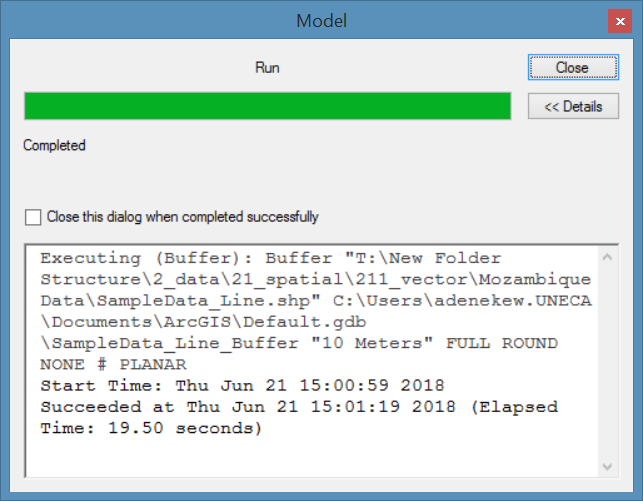 Model
Run
Close
<< Details
Completed
Close this dialog when completed successfully
Executing (Buffer): Buffer "T:\New Folder
Structure\2_data\21_spatial\211_vector\Mozambique
Data\SampleData_Line.shp" C:\Users\adenekew.UNECA
\Documents\ArcGIS\Default.gdb
\SampleData_Line_Buffer "10 Meters" FULL ROUND
NONE # PLANAR
Start Time: Thu Jun 21 15:00:59 2018
Succeeded at Thu Jun 21 15:01:19 2018 (Elapsed
Time: 19.50 seconds)